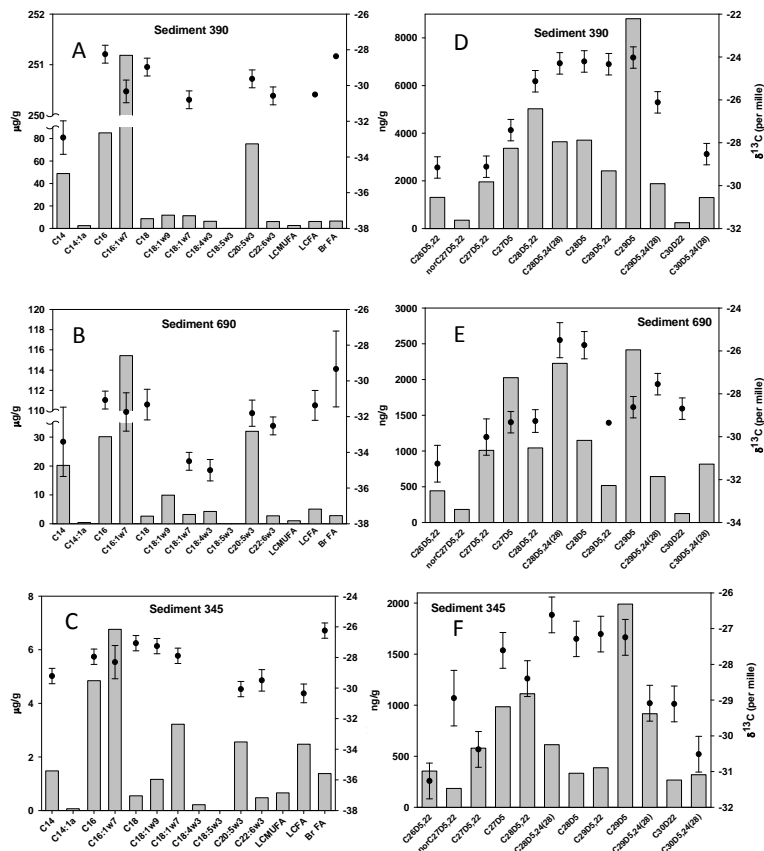 A
Sediment 390
252
251
250
80
60
40
20
0
µg/g
-26
-28
-30
-32
-34
-36
-38
C14
C14:1a
C16
C16:1w7
C18
C18:1w9
C18:1w7
C18:4w3
C18:5w3
C20:5w3
C22:6w3
LCMUFA
LCFA
Br FA
D
Sediment 390
8000
6000
4000
2000
0
ng/g
-22
-24
-26
-28
-30
-32
δ13C (per mille)
C26D5,22
norC27D5,22
C27D5,22
C27D5
C28D5,22
C28D5,24(28)
C28D5
C29D5,22
C29D5
C29D5,24(28)
C30D22
C30D5,24(28)
B
Sediment 690
120
118
116
114
112
110
30
20
10
0
µg/g
-26
-28
-30
-32
-34
-36
-38
C14
C14:1a
C16
C16:1w7
C18
C18:1w9
C18:1w7
C18:4w3
C18:5w3
C20:5w3
C22:6w3
LCMUFA
LCFA
Br FA
E
Sediment 690
3000
2500
2000
1500
1000
500
0
ng/g
-24
-26
-28
-30
-32
-34
δ13C (per mille)
C26D5,22
norC27D5,22
C27D5,22
C27D5
C28D5,22
C28D5,24(28)
C28D5
C29D5,22
C29D5
C29D5,24(28)
C30D22
C30D5,24(28)
C
Sediment 345
8
6
4
2
0
µg/g
-24
-26
-28
-30
-32
-34
-36
-38
C14
C14:1a
C16
C16:1w7
C18
C18:1w9
C18:1w7
C18:4w3
C18:5w3
C20:5w3
C22:6w3
LCMUFA
LCFA
Br FA
Sediment 345
F
2000
1500
1000
500
0
ng/g
-26
-27
-28
-29
-30
-31
-32
δ13C (per mille)
C26D5,22
norC27D5,22
C27D5,22
C27D5
C28D5,22
C28D5,24(28)
C28D5
C29D5,22
C29D5
C29D5,24(28)
C30D22
C30D5,24(28)